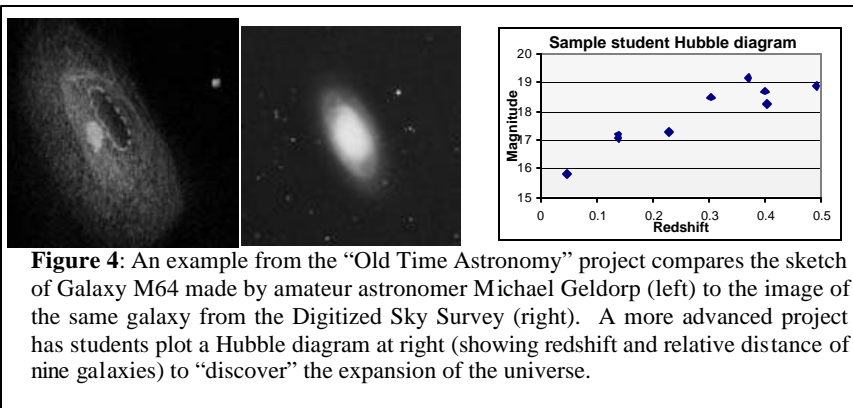 Sample student Hubble diagram
20
19
18
17
16
15
Magnitude
0
0.1
0.2
0.3
0.4
0.5
Redshift
Figure 4: An example from the “Old Time Astronomy” project compares the sketch
of Galaxy M64 made by amateur astronomer Michael Geldorp (left) to the image of
the same galaxy from the Digitized Sky Survey (right). A more advanced project
has students plot a Hubble diagram at right (showing redshift and relative distance of
nine galaxies) to “discover” the expansion of the universe.